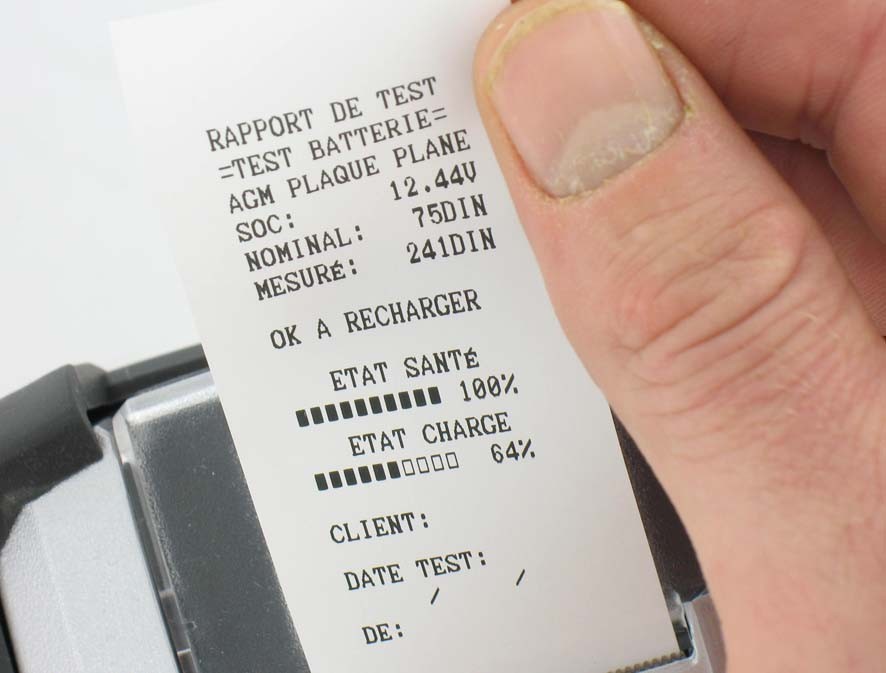 RAPPORT DE TEST
=TEST BATTERIE=
AGM PLAQUE PLANE
SOC: 12.44V
NOMINAL: 75DIN
MESURÉ: 241DIN
OK A RECHARGER
ETAT SANTÉ
100%
ETAT CHARGE
64%
CLIENT:
DATE TEST:
/ /
DE: